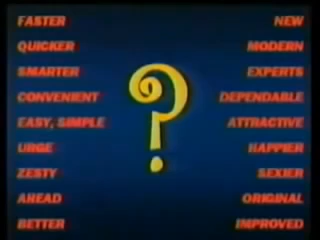 FASTER NEW
QUICKER MODERN
SMARTER EXPERTS
CONVENIENT DEPENDABLE
EASY, SIMPLE ATTRACTIVE
URGE HAPPIER
ZESTY SEXIER
AHEAD ORIGINAL
BETTER IMPROVED
?